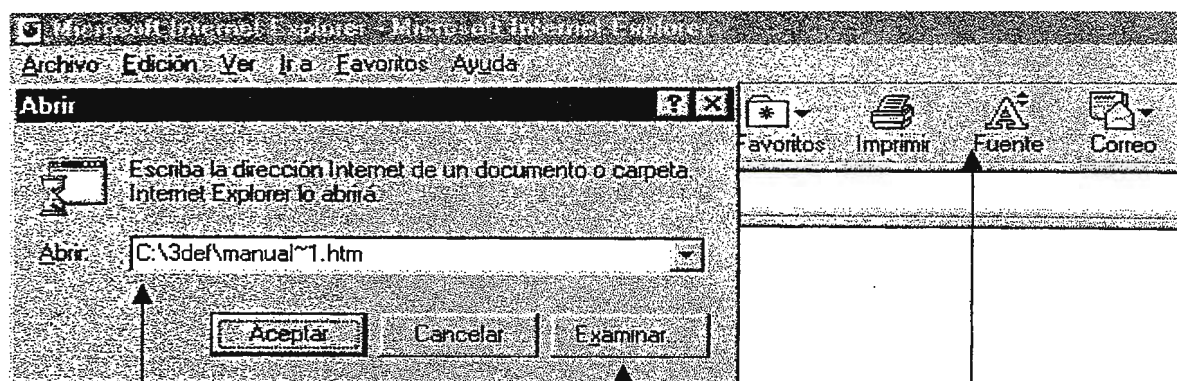 Microsoft Internet Explorer - Microsoft Internet Explorer
Archivo Edición Ver Ir a Favoritos Ayuda
Abrir
Favoritos Imprimir Fuente Correo
Escriba la dirección Internet de un documento o carpeta,
Internet Explorer lo abrirá.
Abrir: C:\3def\manual~1.htm
Aceptar Cancelar Examinar...